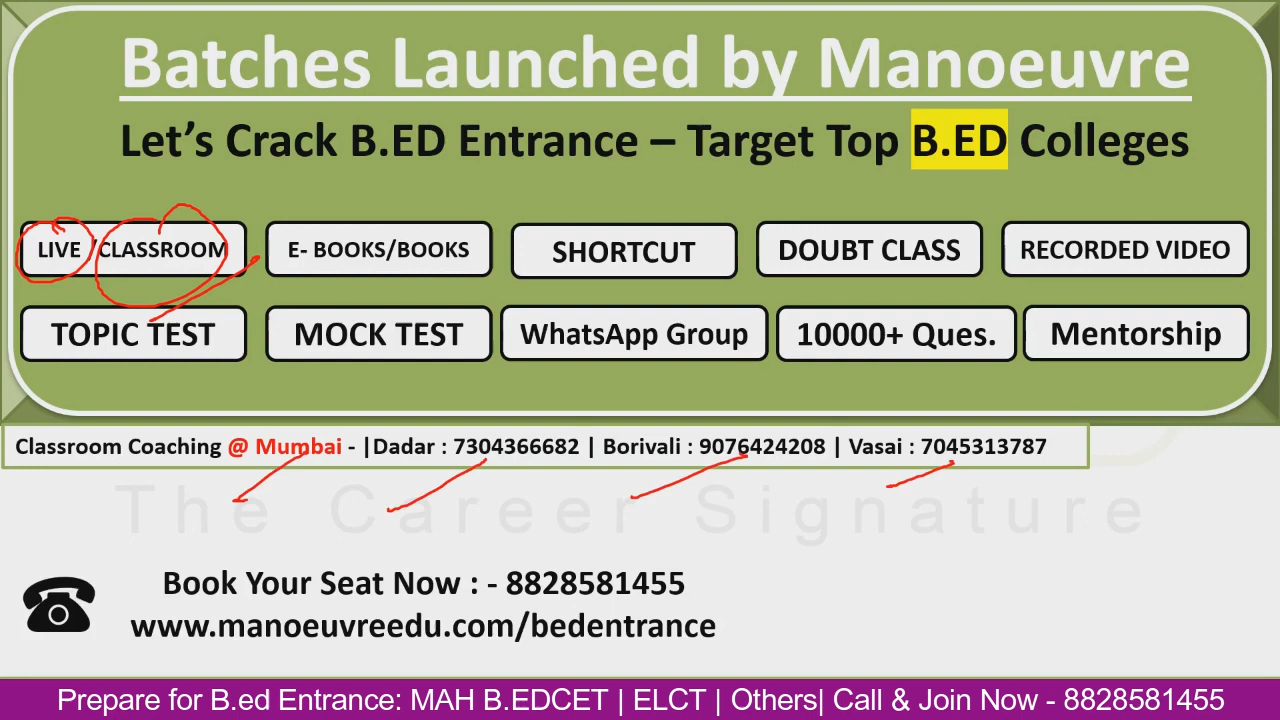 Batches Launched by Manoeuvre
Let's Crack B.ED Entrance – Target Top B.ED Colleges
LIVE /CLASSROOM
E- BOOKS/BOOKS
SHORTCUT
DOUBT CLASS
RECORDED VIDEO
TOPIC TEST
MOCK TEST
WhatsApp Group
10000+ Ques.
Mentorship
Classroom Coaching @ Mumbai - |Dadar : 7304366682 | Borivali : 9076424208 | Vasai : 7045313787
The Career Signature
Book Your Seat Now : - 8828581455
www.manoeuvreedu.com/bedentrance
Prepare for B.ed Entrance: MAH B.EDCET | ELCT | Others| Call & Join Now - 8828581455